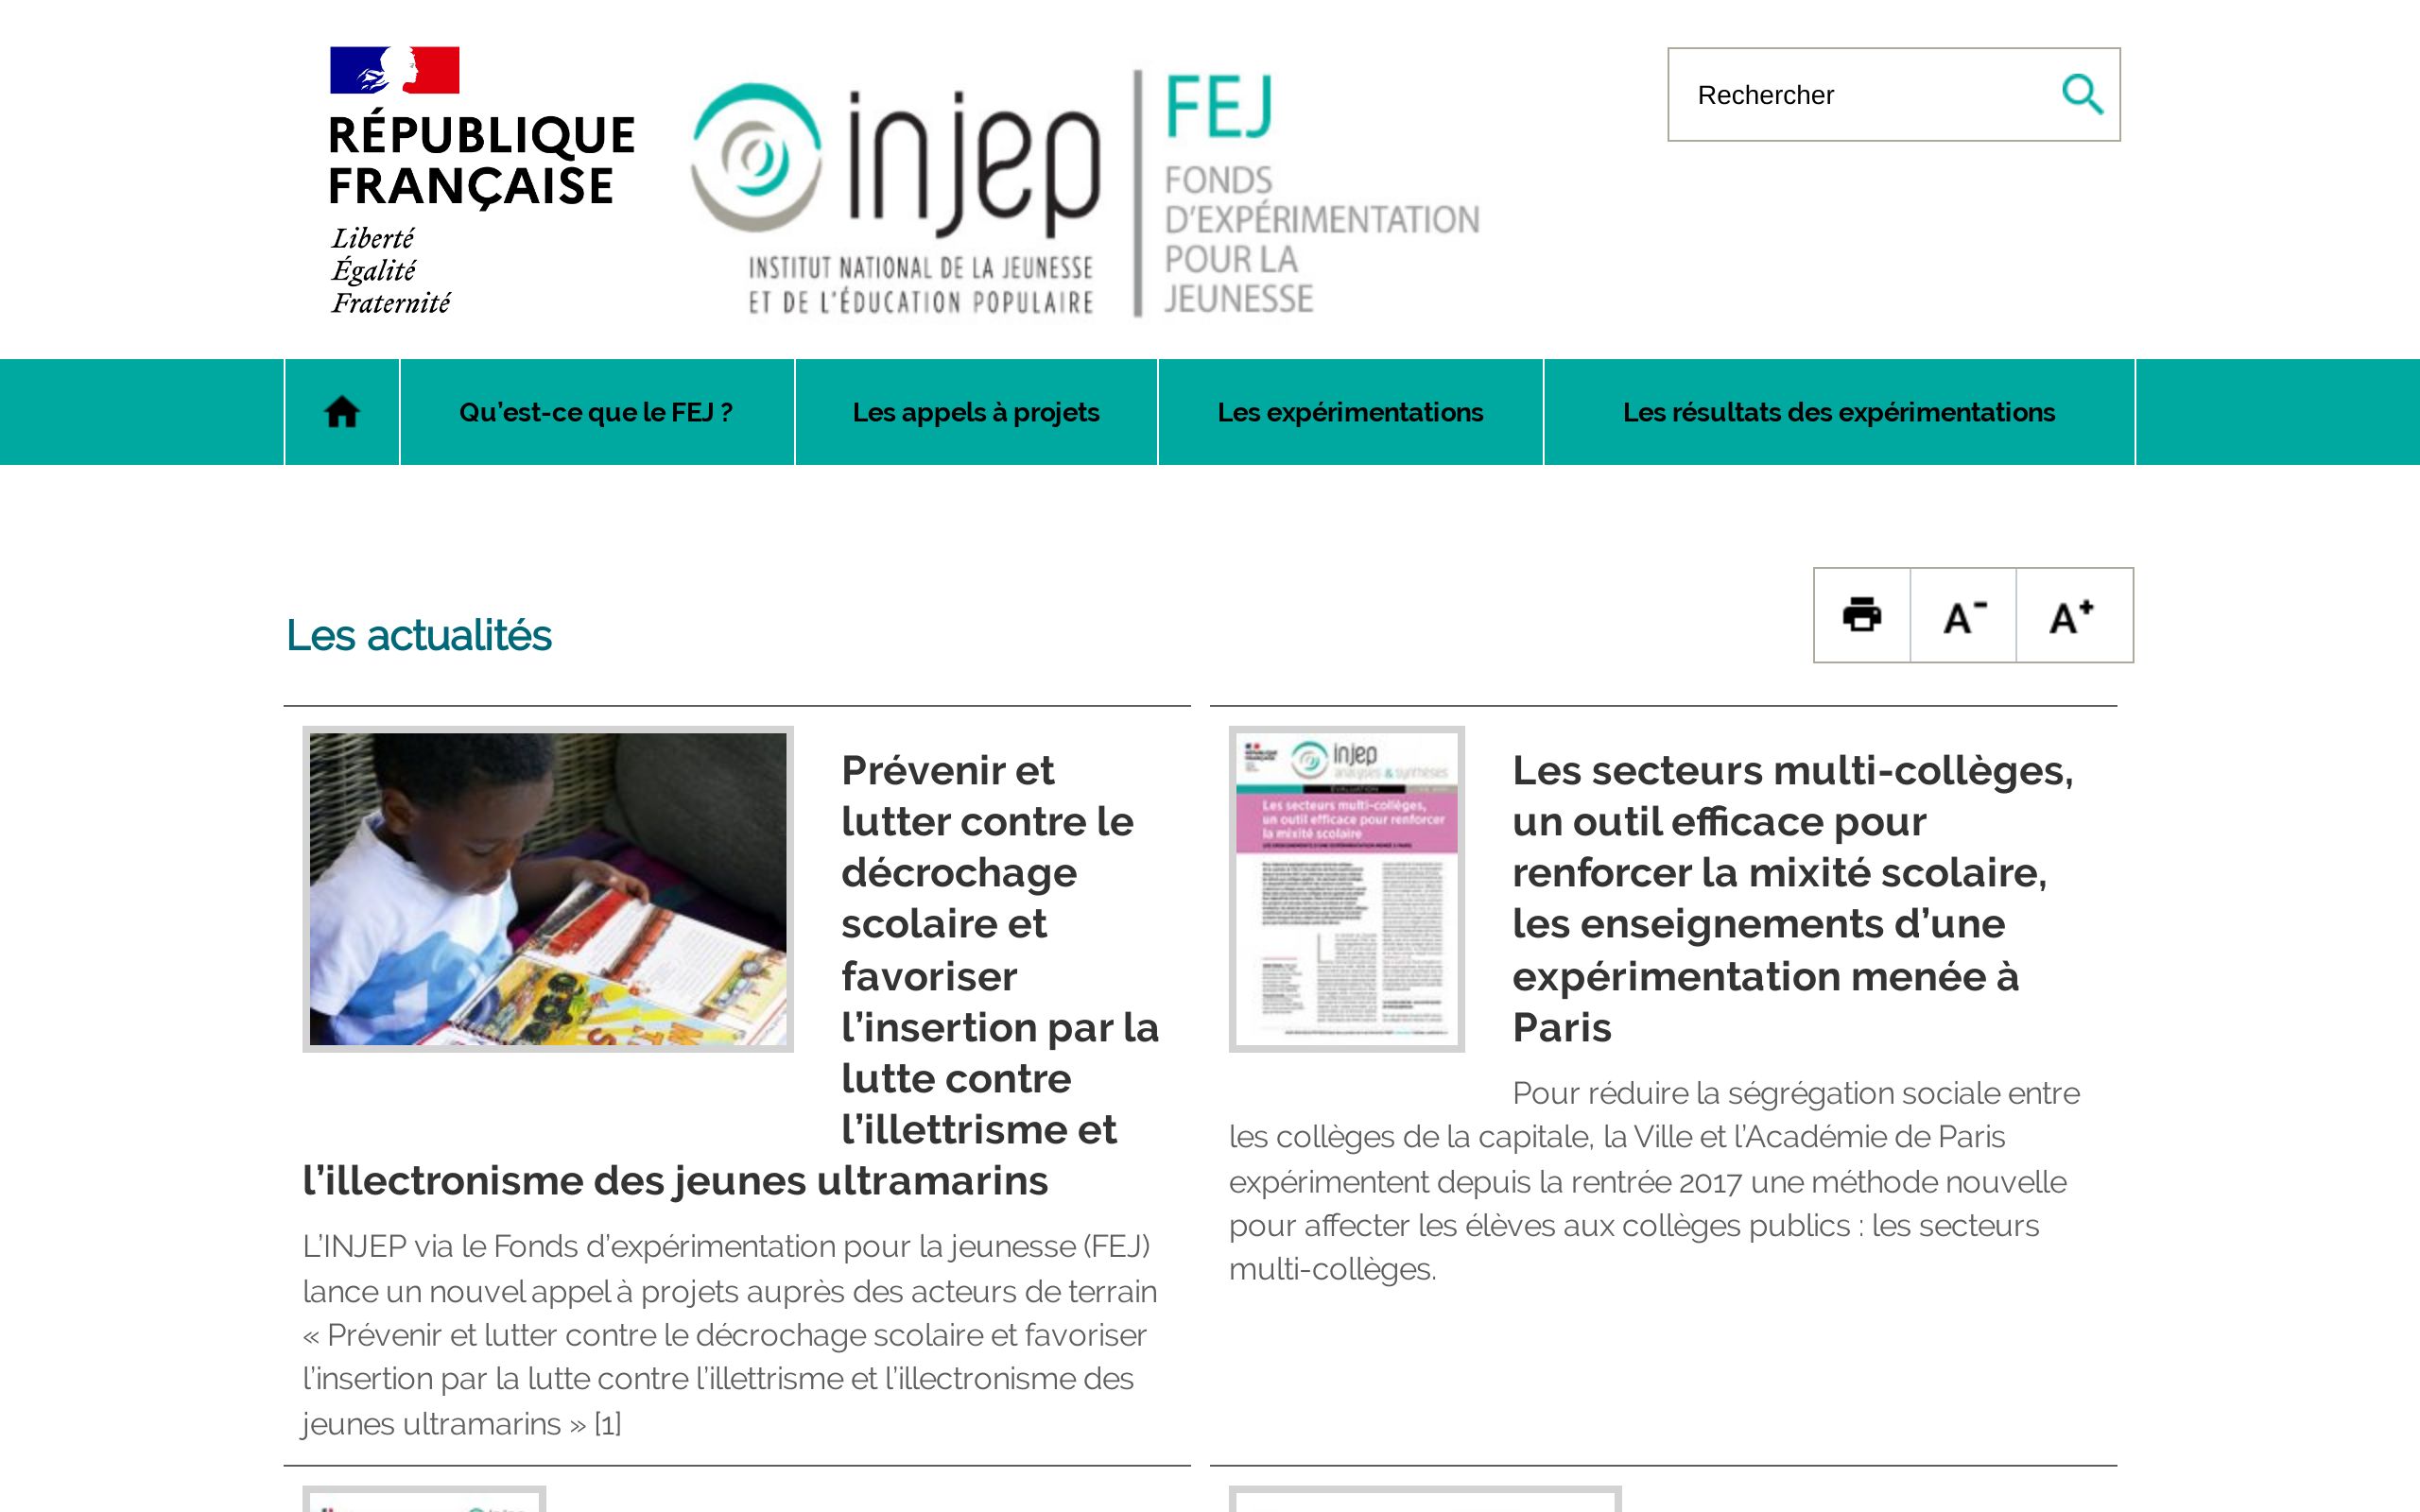 RÉPUBLIQUE
FRANÇAISE
Liberté
Égalité
Fraternité
injep
INSTITUT NATIONAL DE LA JEUNESSE
ET DE L'ÉDUCATION POPULAIRE
FEJ
FONDS
D'EXPÉRIMENTATION
POUR LA
JEUNESSE
Rechercher
Qu’est-ce que le FEJ ?
Les appels à projets
Les expérimentations
Les résultats des expérimentations
Les actualités
A-
A+
Prévenir et
lutter contre le
décrochage
scolaire et
favoriser
l’insertion par la
lutte contre
l’illettrisme et
l’illectronisme des jeunes ultramarins
L’INJEP via le Fonds d’expérimentation pour la jeunesse (FEJ)
lance un nouvel appel à projets auprès des acteurs de terrain
« Prévenir et lutter contre le décrochage scolaire et favoriser
l’insertion par la lutte contre l’illettrisme et l’illectronisme des
jeunes ultramarins » [1]
injep
analyses & synthèses
ÉVALUATION
Les secteurs multi-collèges,
un outil efficace pour renforcer
la mixité scolaire
Les secteurs multi-collèges,
un outil efficace pour
renforcer la mixité scolaire,
les enseignements d’une
expérimentation menée à
Paris
Pour réduire la ségrégation sociale entre
les collèges de la capitale, la Ville et l’Académie de Paris
expérimentent depuis la rentrée 2017 une méthode nouvelle
pour affecter les élèves aux collèges publics : les secteurs
multi-collèges.